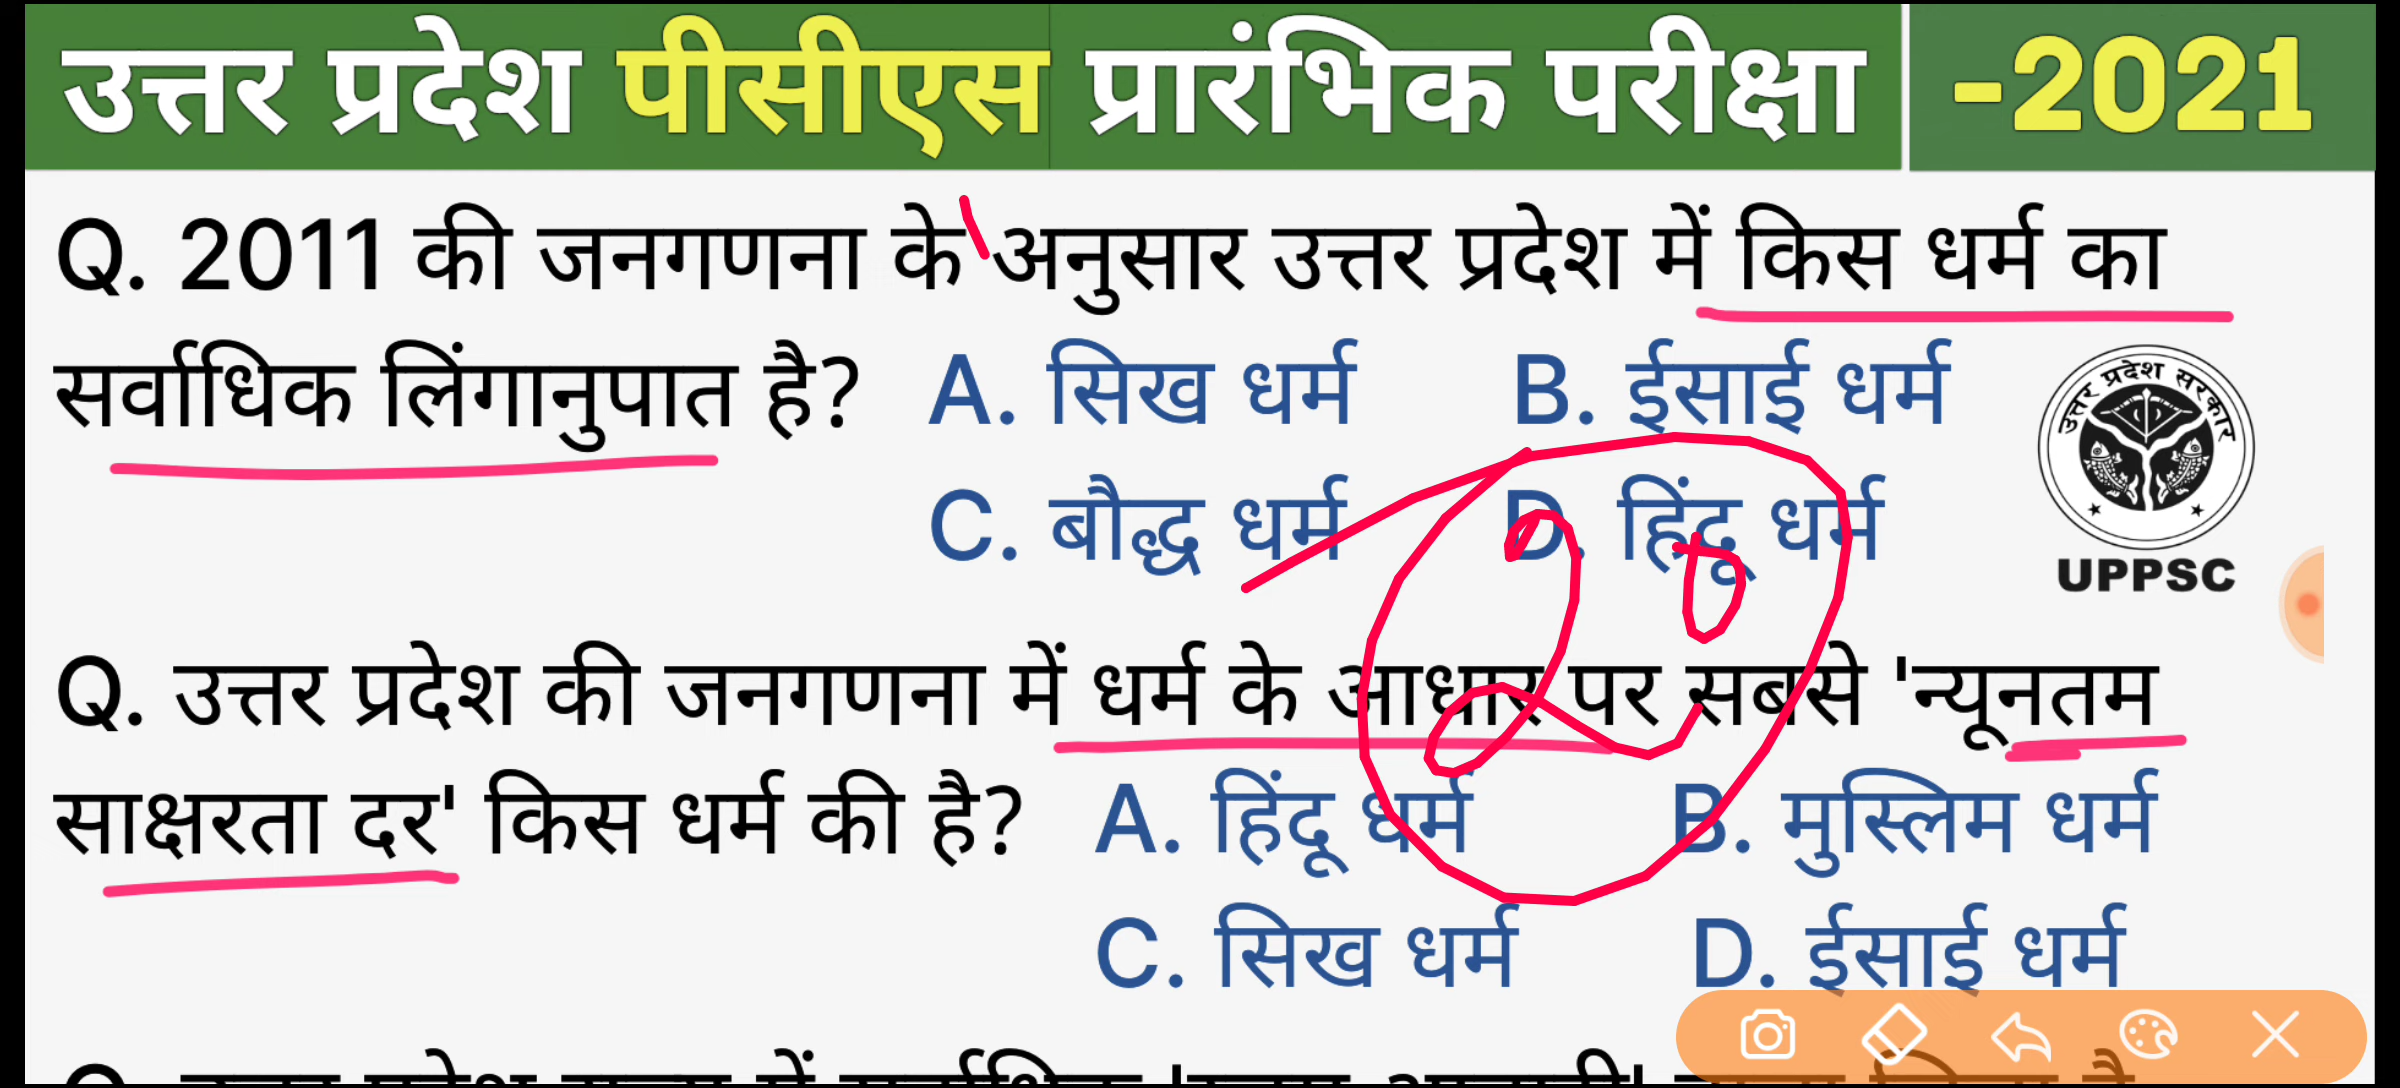 उत्तर प्रदेश पीसीएस प्रारंभिक परीक्षा -2021
Q. 2011 की जनगणना के अनुसार उत्तर प्रदेश में किस धर्म का
सर्वाधिक लिंगानुपात है? A. सिख धर्म B. ईसाई धर्म
C. बौद्ध धर्म D. हिंदू धर्म
उत्तर प्रदेश सरकार
UPPSC
Q. उत्तर प्रदेश की जनगणना में धर्म के आधार पर सबसे 'न्यूनतम
साक्षरता दर' किस धर्म की है? A. हिंदू धर्म B. मुस्लिम धर्म
C. सिख धर्म D. ईसाई धर्म